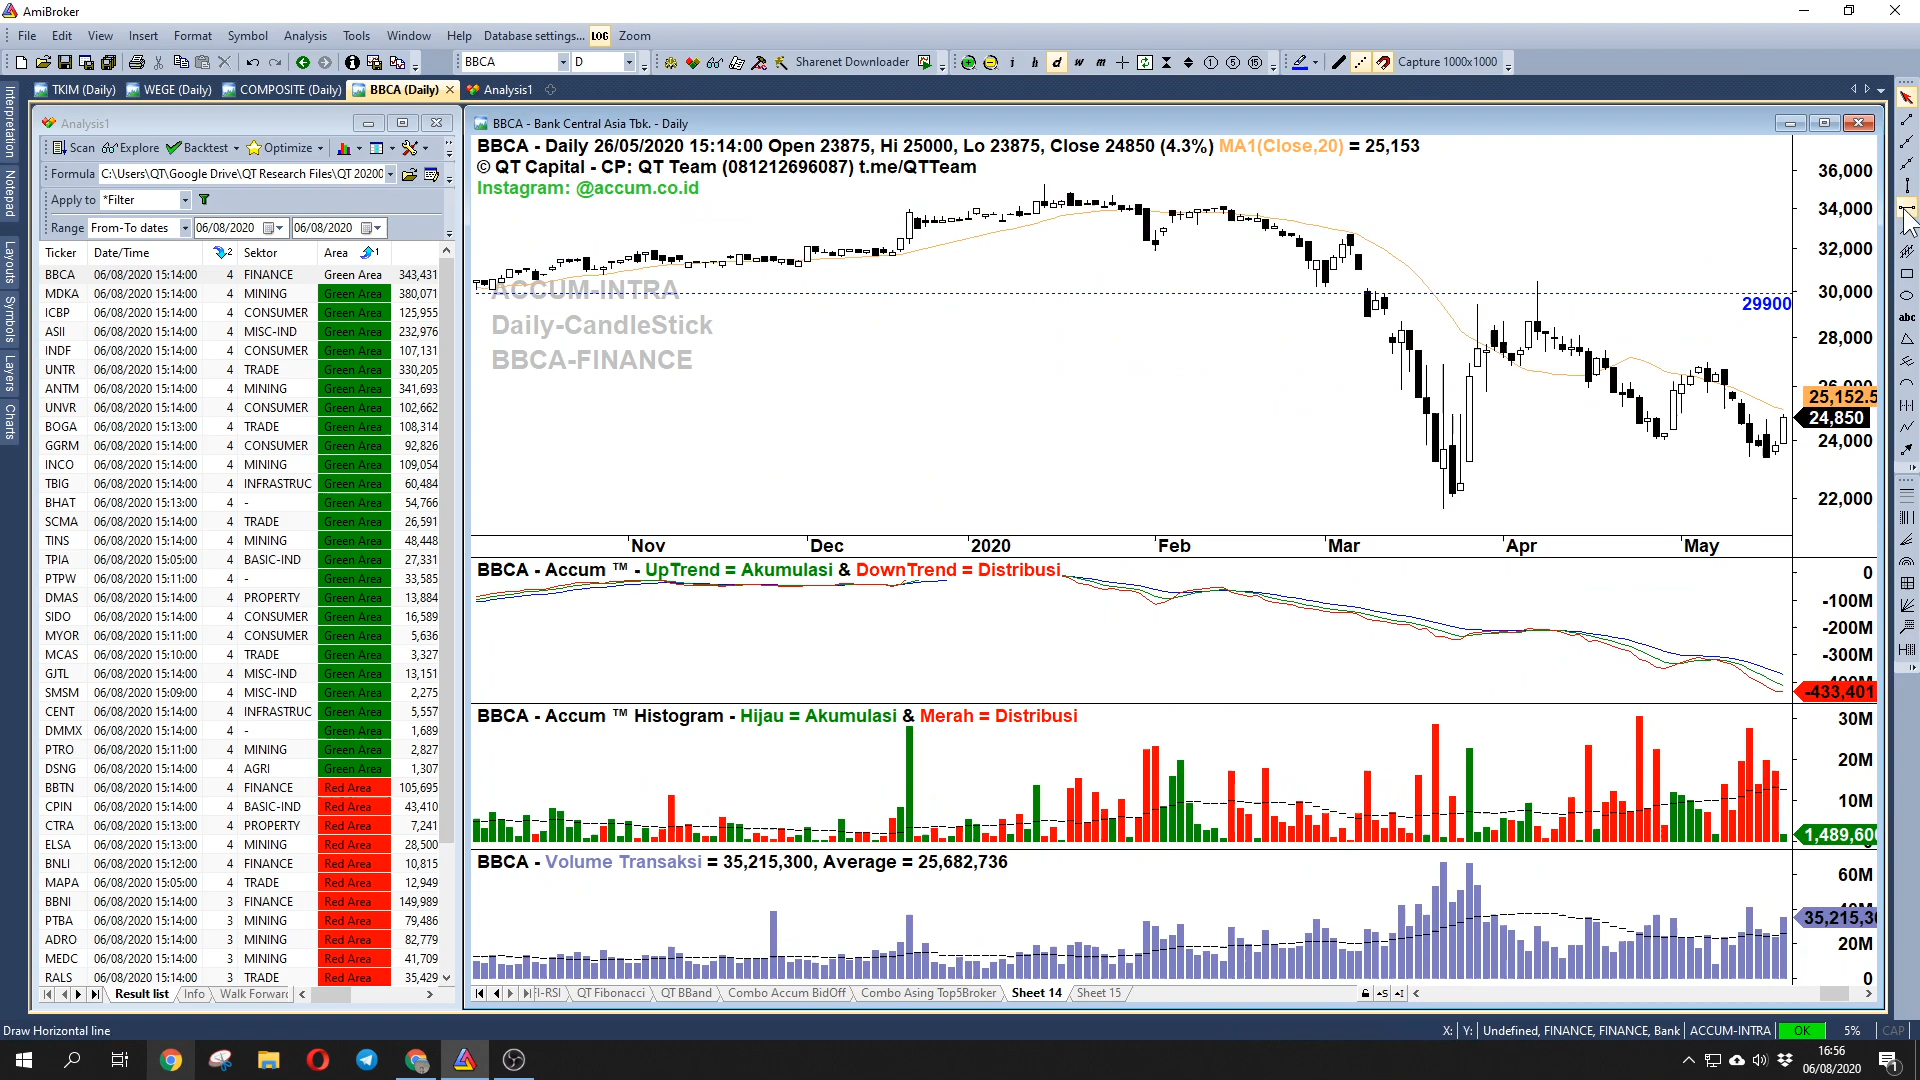 AmiBroker
File Edit View Insert Format Symbol Analysis Tools Window Help Database settings... LOG Zoom
BBCA D Sharenet Downloader i h d w m 1 5 15 Capture 1000x1000
TKIM (Daily) WEGE (Daily) COMPOSITE (Daily) BBCA (Daily) Analysis1
Interpretation
Notepad
Layouts
Symbols
Layers
Charts
Analysis1
Scan Explore Backtest Optimize
Formula C:\Users\QT\Google Drive\QT Research Files\QT 20200
Apply to *Filter
Range From-To dates 06/08/2020 06/08/2020
Ticker Date/Time 2 Sektor Area 1
BBCA 06/08/2020 15:14:00 4 FINANCE Green Area 343,431
MDKA 06/08/2020 15:14:00 4 MINING Green Area 380,071
ICBP 06/08/2020 15:14:00 4 CONSUMER Green Area 125,955
ASII 06/08/2020 15:14:00 4 MISC-IND Green Area 232,976
INDF 06/08/2020 15:14:00 4 CONSUMER Green Area 107,131
UNTR 06/08/2020 15:14:00 4 TRADE Green Area 330,205
ANTM 06/08/2020 15:14:00 4 MINING Green Area 341,693
UNVR 06/08/2020 15:14:00 4 CONSUMER Green Area 102,662
BOGA 06/08/2020 15:13:00 4 TRADE Green Area 108,314
GGRM 06/08/2020 15:14:00 4 CONSUMER Green Area 92,826
INCO 06/08/2020 15:14:00 4 MINING Green Area 109,054
TBIG 06/08/2020 15:14:00 4 INFRASTRUC Green Area 60,484
BHAT 06/08/2020 15:13:00 4 - Green Area 54,766
SCMA 06/08/2020 15:14:00 4 TRADE Green Area 26,591
TINS 06/08/2020 15:14:00 4 MINING Green Area 48,448
TPIA 06/08/2020 15:05:00 4 BASIC-IND Green Area 27,331
PTPW 06/08/2020 15:11:00 4 - Green Area 33,585
DMAS 06/08/2020 15:14:00 4 PROPERTY Green Area 13,884
SIDO 06/08/2020 15:14:00 4 CONSUMER Green Area 16,589
MYOR 06/08/2020 15:11:00 4 CONSUMER Green Area 5,636
MCAS 06/08/2020 15:10:00 4 TRADE Green Area 3,327
GJTL 06/08/2020 15:14:00 4 MISC-IND Green Area 13,151
SMSM 06/08/2020 15:09:00 4 MISC-IND Green Area 2,275
CENT 06/08/2020 15:14:00 4 INFRASTRUC Green Area 5,557
DMMX 06/08/2020 15:14:00 4 - Green Area 1,689
PTRO 06/08/2020 15:11:00 4 MINING Green Area 2,827
DSNG 06/08/2020 15:14:00 4 AGRI Green Area 1,307
BBTN 06/08/2020 15:14:00 4 FINANCE Red Area 105,695
CPIN 06/08/2020 15:14:00 4 BASIC-IND Red Area 43,410
CTRA 06/08/2020 15:13:00 4 PROPERTY Red Area 7,241
ELSA 06/08/2020 15:13:00 4 MINING Red Area 28,500
BNLI 06/08/2020 15:12:00 4 FINANCE Red Area 10,815
MAPA 06/08/2020 15:05:00 4 TRADE Red Area 12,949
BBNI 06/08/2020 15:14:00 3 FINANCE Red Area 149,989
PTBA 06/08/2020 15:14:00 3 MINING Red Area 79,486
ADRO 06/08/2020 15:14:00 3 MINING Red Area 82,779
MEDC 06/08/2020 15:14:00 3 MINING Red Area 41,709
RALS 06/08/2020 15:14:00 3 TRADE Red Area 35,429
Result list Info Walk Forward
BBCA - Bank Central Asia Tbk. - Daily
BBCA - Daily 26/05/2020 15:14:00 Open 23875, Hi 25000, Lo 23875, Close 24850 (4.3%) MA1(Close,20) = 25,153
© QT Capital - CP: QT Team (081212696087) t.me/QTTeam
Instagram: @accum.co.id
ACCUM-INTRA
Daily-CandleStick
BBCA-FINANCE
36,000
34,000
32,000
30,000
29900
28,000
26,000
25,152.5
24,850
24,000
22,000
Nov Dec 2020 Feb Mar Apr May
BBCA - Accum ™ - UpTrend = Akumulasi & DownTrend = Distribusi
0
-100M
-200M
-300M
-400M
-433,401
BBCA - Accum ™ Histogram - Hijau = Akumulasi & Merah = Distribusi
30M
20M
10M
1,489,600
BBCA - Volume Transaksi = 35,215,300, Average = 25,682,736
60M
40M
35,215,30
20M
0
FI-RSI QT Fibonacci QT BBand Combo Accum BidOff Combo Asing Top5Broker Sheet 14 Sheet 15
abc
Draw Horizontal line
X: Y: Undefined, FINANCE, FINANCE, Bank ACCUM-INTRA OK 5% CAP
16:56
06/08/2020
1